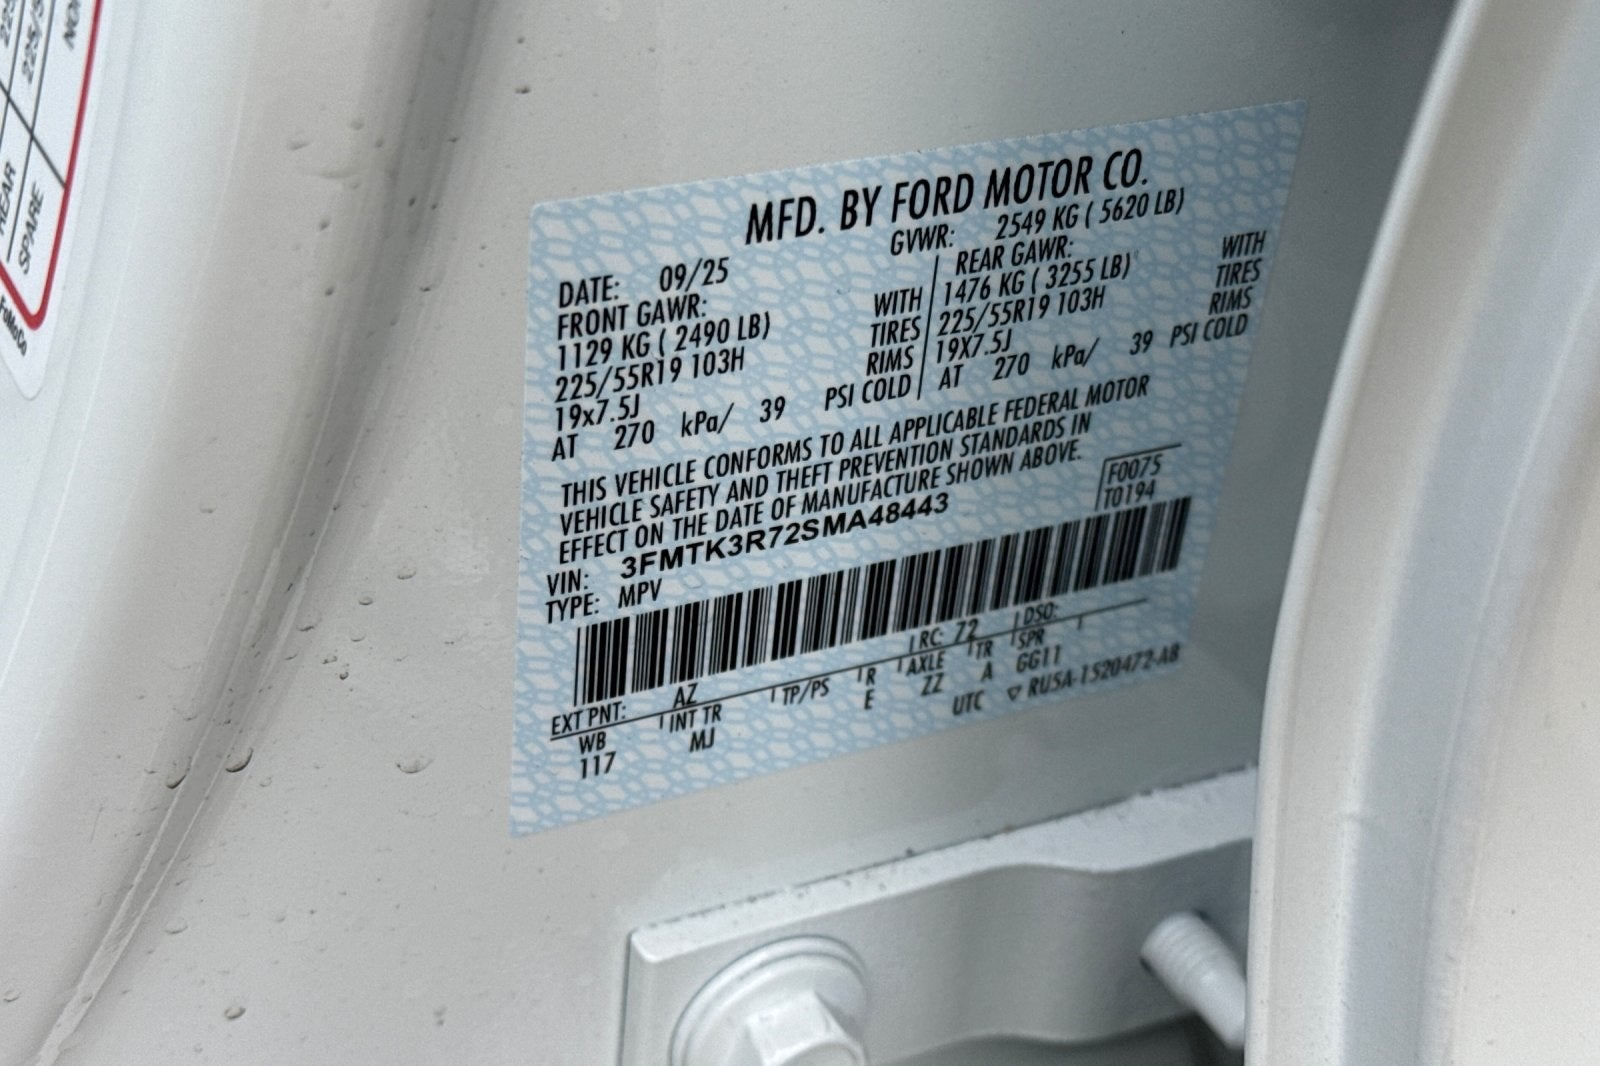 REAR
SPARE
FoMoCo
MFD. BY FORD MOTOR CO.
DATE: 09/25
GVWR: 2549 KG ( 5620 LB)
FRONT GAWR:
1129 KG ( 2490 LB) WITH
225/55R19 103H TIRES
19x7.5J RIMS
AT 270 kPa/ 39 PSI COLD
REAR GAWR: WITH
1476 KG ( 3255 LB) TIRES
225/55R19 103H RIMS
19X7.5J
AT 270 kPa/ 39 PSI COLD
THIS VEHICLE CONFORMS TO ALL APPLICABLE FEDERAL MOTOR
VEHICLE SAFETY AND THEFT PREVENTION STANDARDS IN
EFFECT ON THE DATE OF MANUFACTURE SHOWN ABOVE.
F0075
T0194
VIN: 3FMTK3R72SMA48443
TYPE: MPV
EXT PNT: AZ RC: 72 DSO:
WB INT TR TP/PS R AXLE TR SPR
117 MJ E ZZ A GG11
UTC ▽ RU5A-1520472-AB